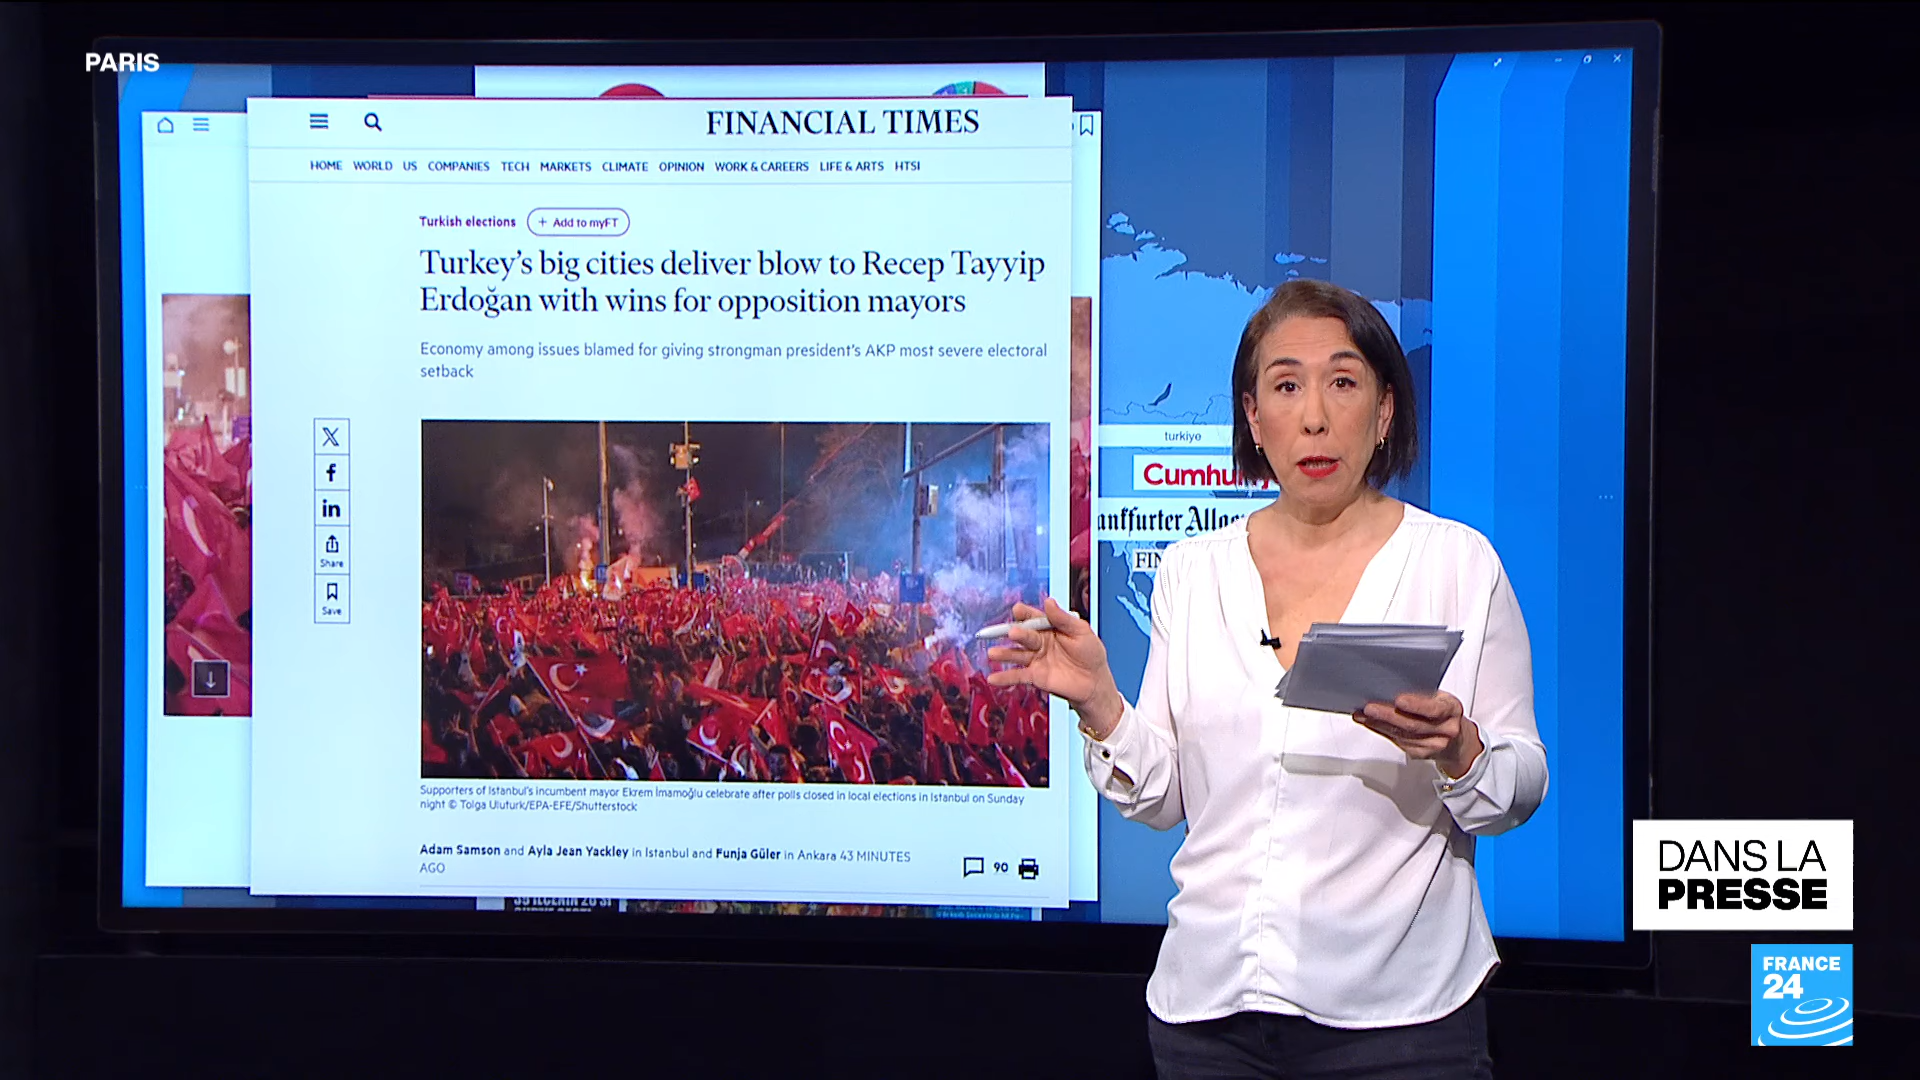 PARIS
FINANCIAL TIMES
HOME WORLD US COMPANIES TECH MARKETS CLIMATE OPINION WORK & CAREERS LIFE & ARTS HTSI
Turkish elections + Add to myFT
Turkey's big cities deliver blow to Recep Tayyip
Erdoğan with wins for opposition mayors
Economy among issues blamed for giving strongman president's AKP most severe electoral
setback
Share
Save
Supporters of Istanbul's incumbent mayor Ekrem İmamoğlu celebrate after polls closed in local elections in Istanbul on Sunday
night © Tolga Uluturk/EPA-EFE/Shutterstock
Adam Samson and Ayla Jean Yackley in Istanbul and Funja Güler in Ankara 43 MINUTES
AGO
90
turkiye
Cumhu
ankfurter Allge
FIN
DANS LA
PRESSE
FRANCE
24